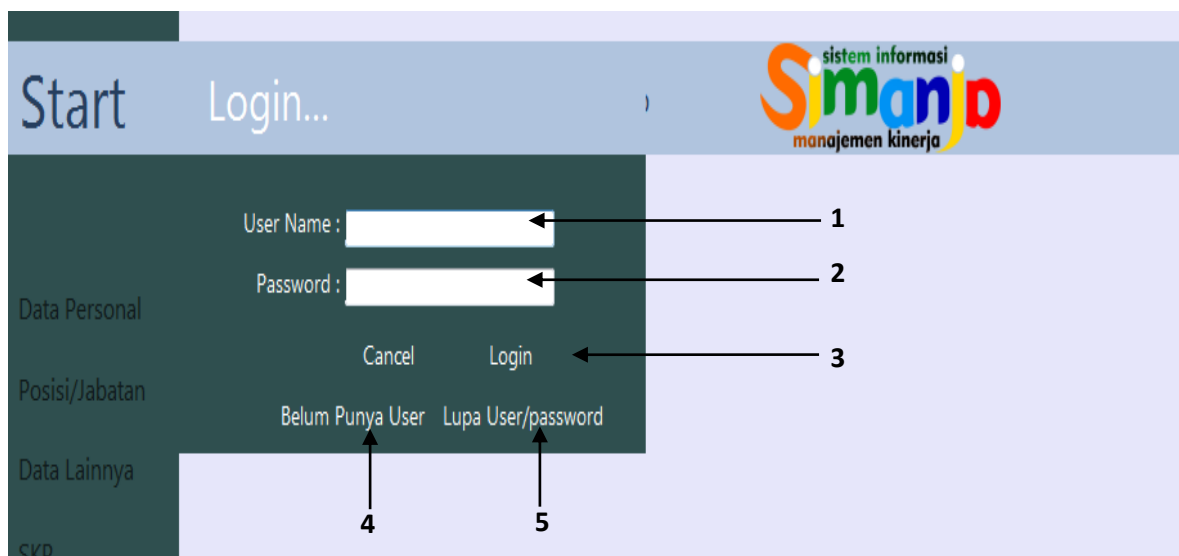 Start
Login...
sistem informasi
Simanja
manajemen kinerja
User Name :
1
Password :
2
Data Personal
Cancel
Login
3
Posisi/Jabatan
Belum Punya User
Lupa User/password
Data Lainnya
4
5
SKP